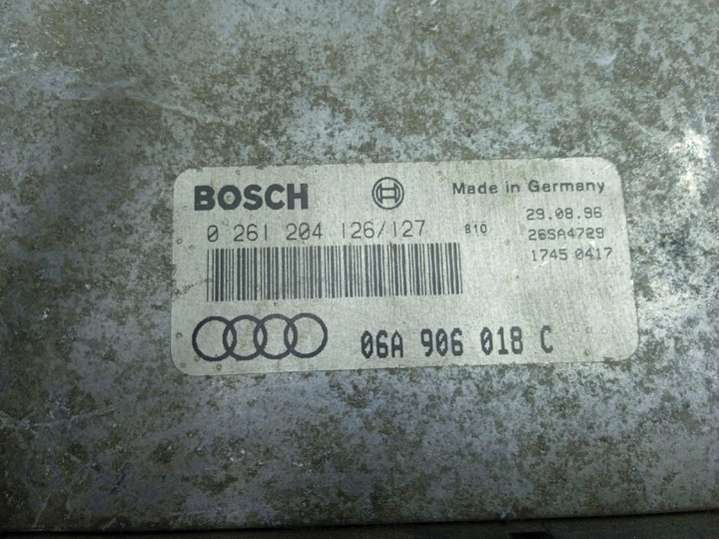 BOSCH
Made in Germany
0 261 204 126/127
810
29.08.96
26SA4729
1745 0417
06A 906 018 C